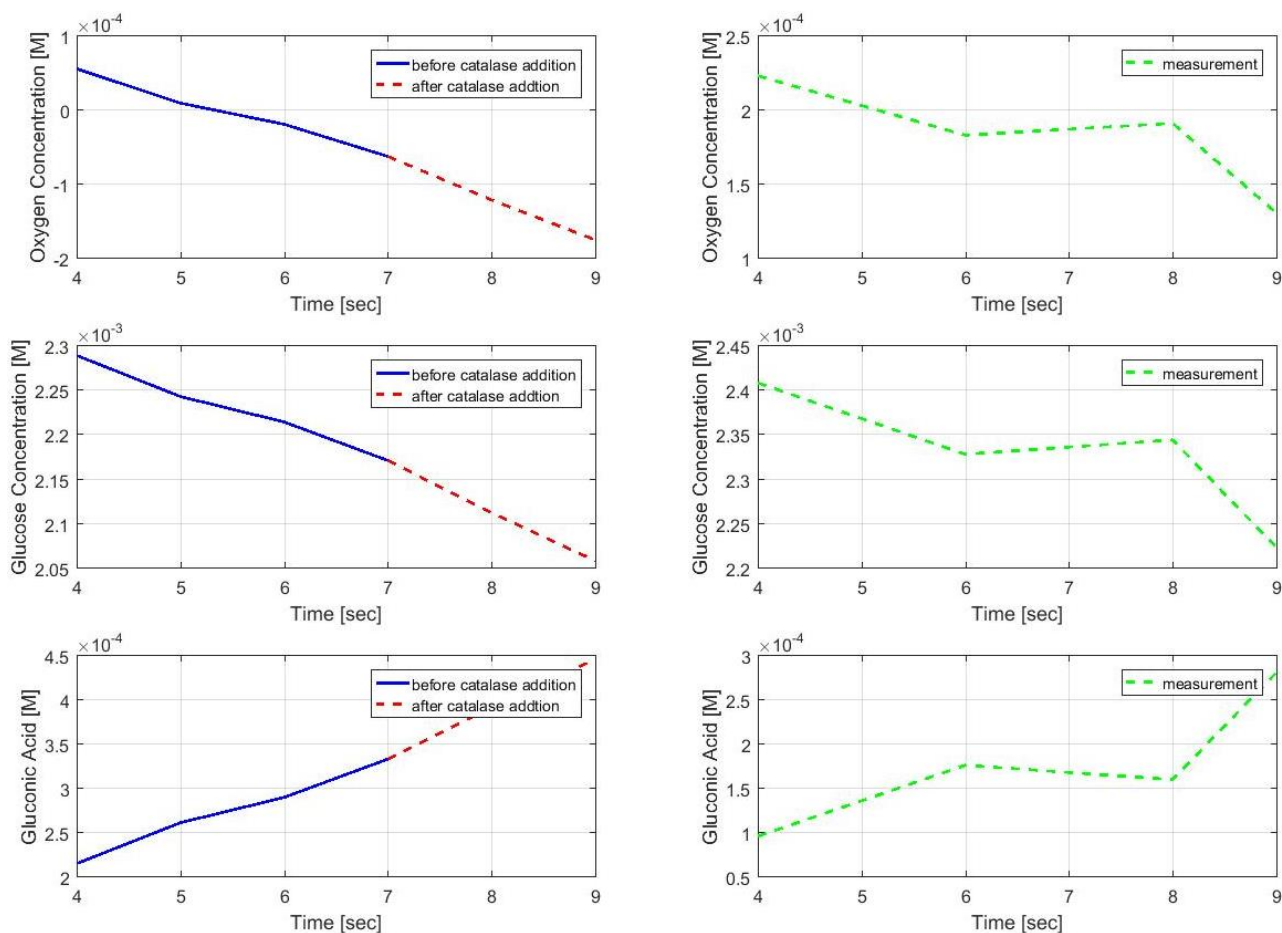 ×10-4
Oxygen Concentration [M]
1
0
-1
-2
before catalase addition
after catalase addtion
4 5 6 7 8 9
Time [sec]
×10-4
Oxygen Concentration [M]
2.5
2
1.5
1
measurement
4 5 6 7 8 9
Time [sec]
×10-3
Glucose Concentration [M]
2.3
2.25
2.2
2.15
2.1
2.05
before catalase addition
after catalase addtion
4 5 6 7 8 9
Time [sec]
×10-3
Glucose Concentration [M]
2.45
2.4
2.35
2.3
2.25
2.2
measurement
4 5 6 7 8 9
Time [sec]
×10-4
Gluconic Acid [M]
4.5
4
3.5
3
2.5
2
before catalase addition
after catalase addtion
4 5 6 7 8 9
Time [sec]
×10-4
Gluconic Acid [M]
3
2.5
2
1.5
1
0.5
measurement
4 5 6 7 8 9
Time [sec]